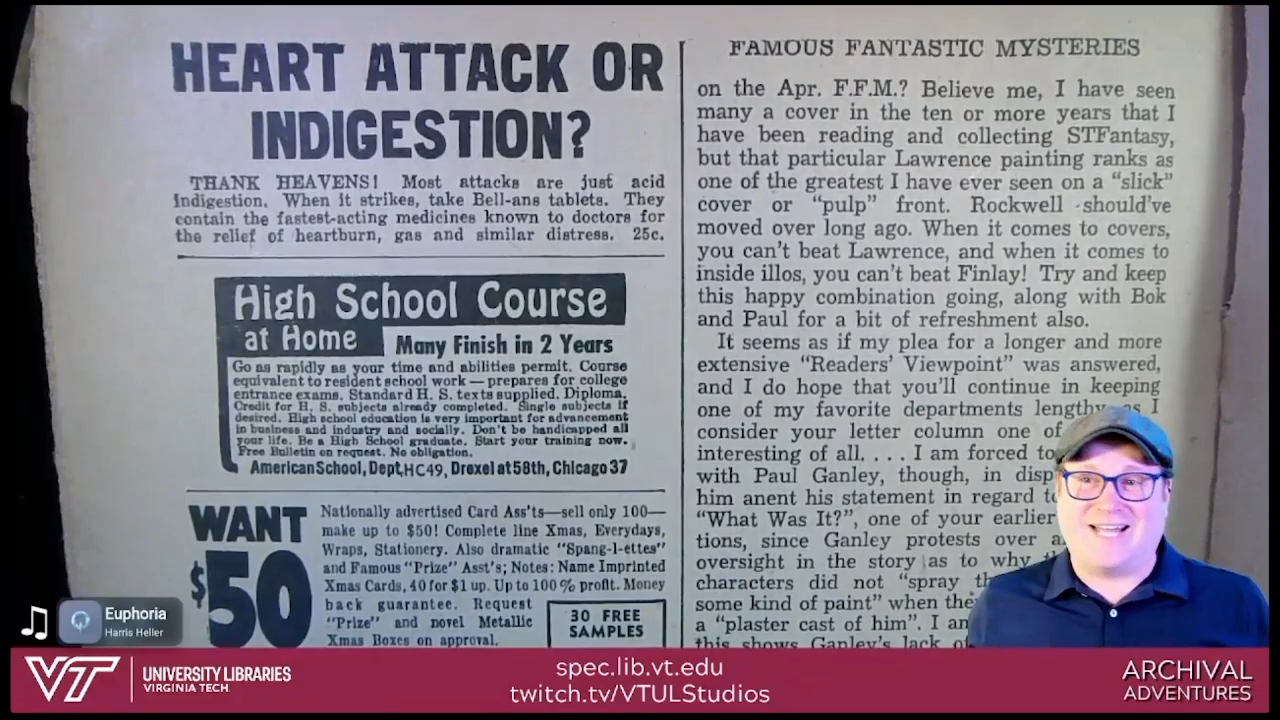 HEART ATTACK OR
INDIGESTION?
THANK HEAVENS! Most attacks are just acid
Indigestion. When it strikes, take Bell-ans tablets. They
contain the fastest-acting medicines known to doctors for
the relief of heartburn, gas and similar distress. 25c.
High School Course
at Home
Many Finish in 2 Years
Go as rapidly as your time and abilities permit. Course
equivalent to resident school work — prepares for college
entrance exams. Standard H. S. texts supplied. Diploma.
Credit for H. S. subjects already completed. Single subjects if
desired. High school education is very important for advancement
in business and industry and socially. Don't be handicapped all
your life. Be a High School graduate. Start your training now.
Free Bulletin on request. No obligation.
American School, Dept, HC49, Drexel at 58th, Chicago 37
WANT
$50
Nationally advertised Card Ass'ts—sell only 100—
make up to $50! Complete line Xmas, Everydays,
Wraps, Stationery. Also dramatic "Spang-l-ettes"
and Famous "Prize" Asst's; Notes: Name Imprinted
Xmas Cards, 40 for $1 up. Up to 100% profit. Money
back guarantee. Request
"Prize" and novel Metallic
Xmas Boxes on approval.
30 FREE
SAMPLES
FAMOUS FANTASTIC MYSTERIES
on the Apr. F.F.M.? Believe me, I have seen
many a cover in the ten or more years that I
have been reading and collecting STFantasy,
but that particular Lawrence painting ranks as
one of the greatest I have ever seen on a "slick"
cover or "pulp" front. Rockwell should've
moved over long ago. When it comes to covers,
you can't beat Lawrence, and when it comes to
inside illos, you can't beat Finlay! Try and keep
this happy combination going, along with Bok
and Paul for a bit of refreshment also.
It seems as if my plea for a longer and more
extensive "Readers' Viewpoint" was answered,
and I do hope that you'll continue in keeping
one of my favorite departments lengthy as I
consider your letter column one of
interesting of all. . . . I am forced to
with Paul Ganley, though, in disp
him anent his statement in regard to
"What Was It?", one of your earlier
tions, since Ganley protests over a
oversight in the story as to why
characters did not "spray
some kind of paint" when
a "plaster cast of him". I am
this shows Ganley's lack of
Euphoria
Harris Heller
VT
UNIVERSITY LIBRARIES
VIRGINIA TECH.
spec.lib.vt.edu
twitch.tv/VTULStudios
ARCHIVAL
ADVENTURES